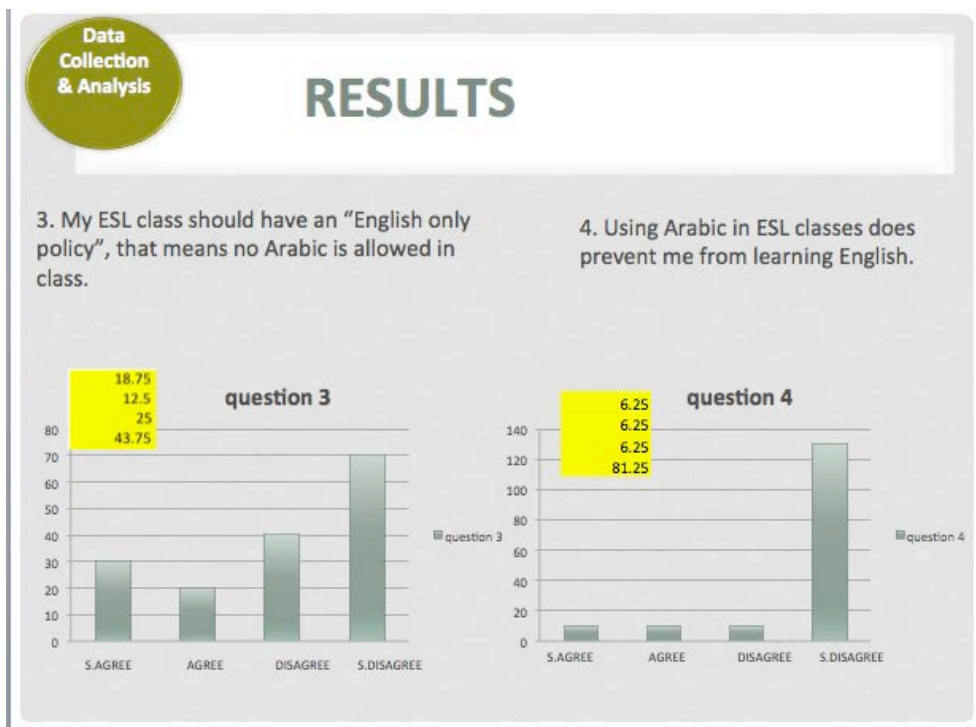 Data
Collection
& Analysis
RESULTS
3. My ESL class should have an “English only
policy”, that means no Arabic is allowed in
class.
4. Using Arabic in ESL classes does
prevent me from learning English.
18.75
12.5
25
43.75
question 3
80
70
60
50
40
30
20
10
0
S.AGREE AGREE DISAGREE S.DISAGREE
question 3
6.25
6.25
6.25
81.25
question 4
140
120
100
80
60
40
20
0
S.AGREE AGREE DISAGREE S.DISAGREE
question 4